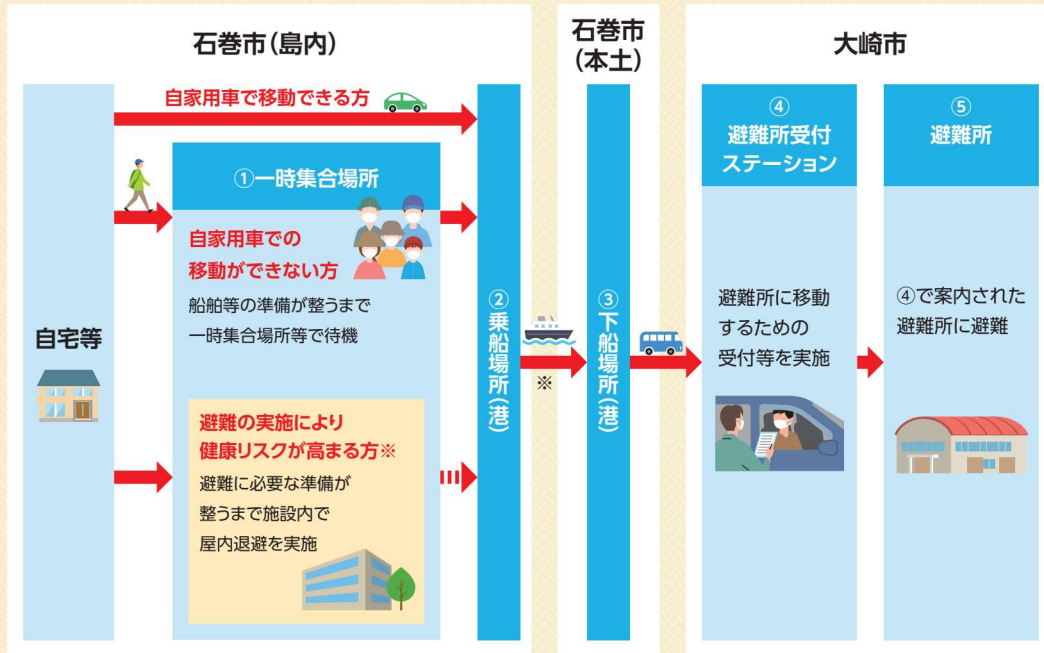 石巻市(島内)
石巻市
(本土)
大崎市
自家用車で移動できる方
自宅等
①一時集合場所
自家用車での
移動ができない方
船舶等の準備が整うまで
一時集合場所等で待機
避難の実施により
健康リスクが高まる方※
避難に必要な準備が
整うまで施設内で
屋内退避を実施
②乗船場所(港)
※
③下船場所(港)
④
避難所受付
ステーション
避難所に移動
するための
受付等を実施
⑤
避難所
④で案内された
避難所に避難